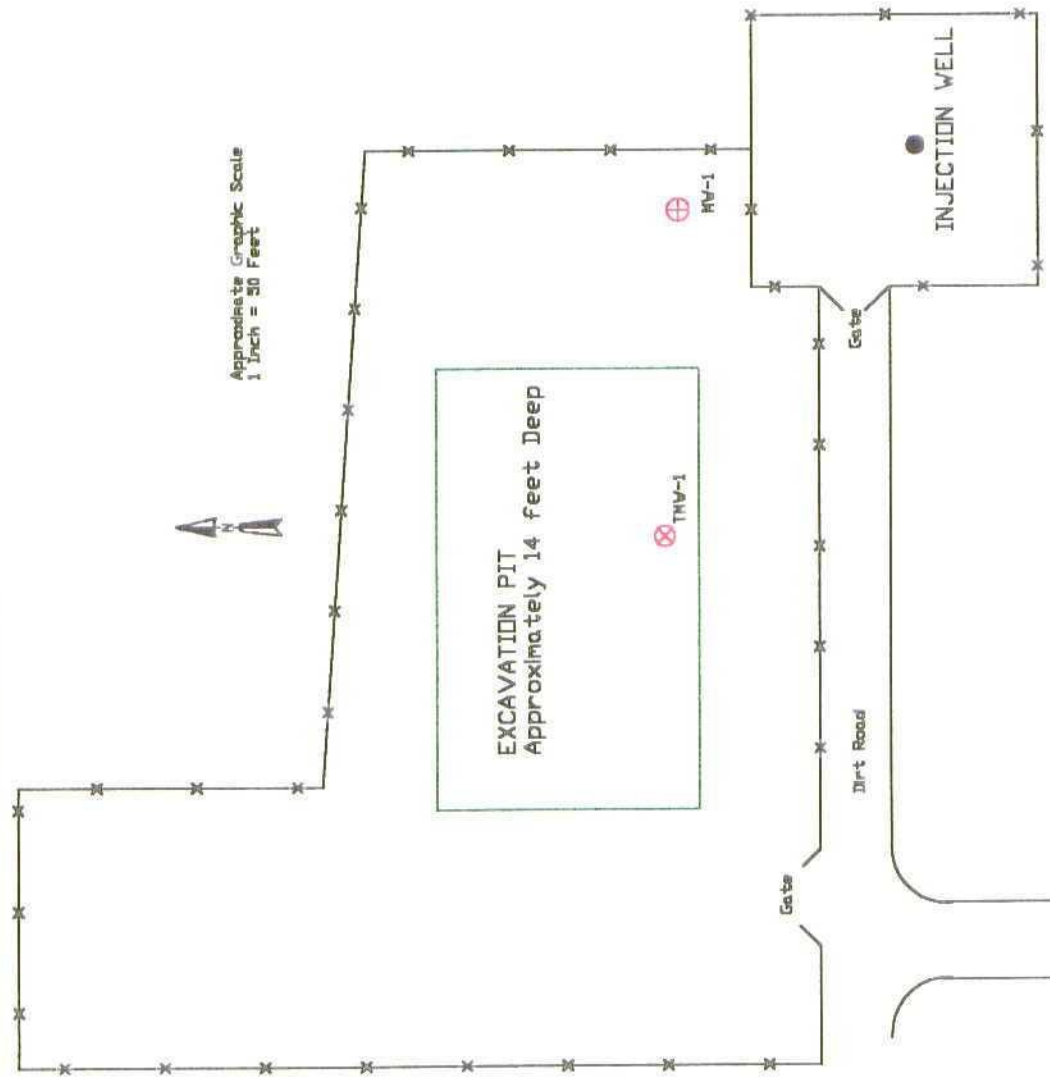 Approximate Graphic Scale
1 Inch = 50 Feet
N
MW-1
INJECTION WELL
Gate
EXCAVATION PIT
Approximately 14 feet Deep
TMW-1
Dirt Road
Gate